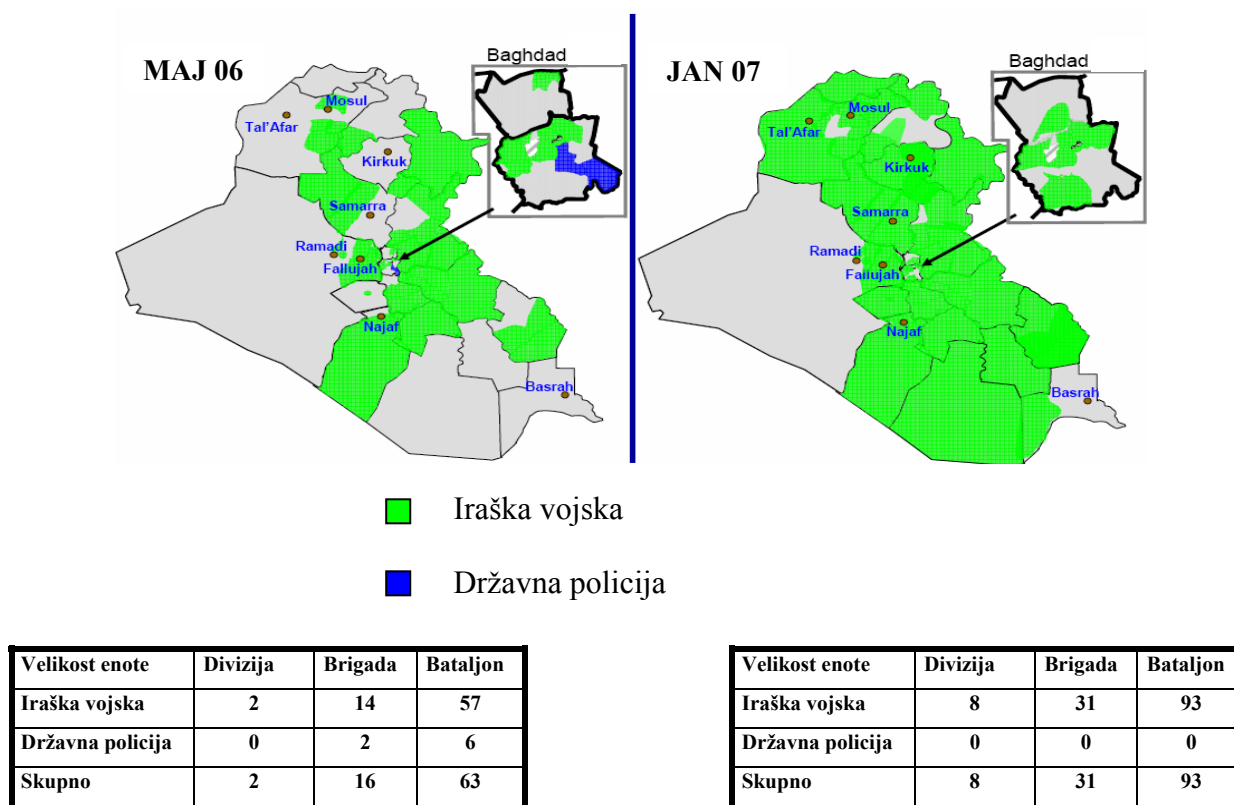 MAJ 06
Baghdad
Mosul
Tal'Afar
Kirkuk
Samarra
Ramadi
Fallujah
Najaf
Basrah
JAN 07
Baghdad
Mosul
Tal'Afar
Kirkuk
Samarra
Ramadi
Fallujah
Najaf
Basrah
Iraška vojska
Državna policija
Velikost enote Divizija Brigada Bataljon
Iraška vojska 2 14 57
Državna policija 0 2 6
Skupno 2 16 63
Velikost enote Divizija Brigada Bataljon
Iraška vojska 8 31 93
Državna policija 0 0 0
Skupno 8 31 93